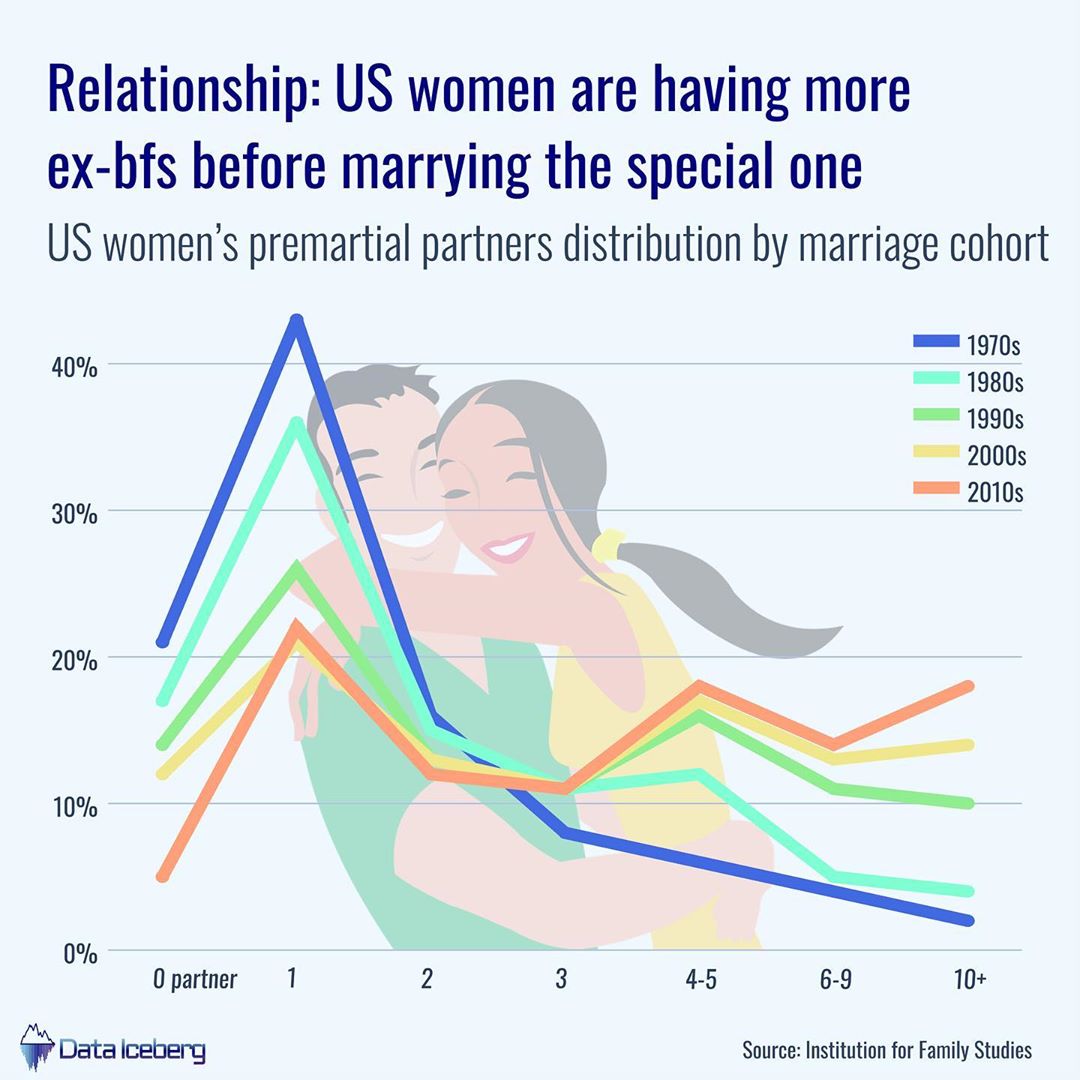 Relationship: US women are having more
ex-bfs before marrying the special one
US women's premartial partners distribution by marriage cohort
1970s
1980s
1990s
2000s
2010s
40%
30%
20%
10%
0%
0 partner 1 2 3 4-5 6-9 10+
Data Iceberg
Source: Institution for Family Studies